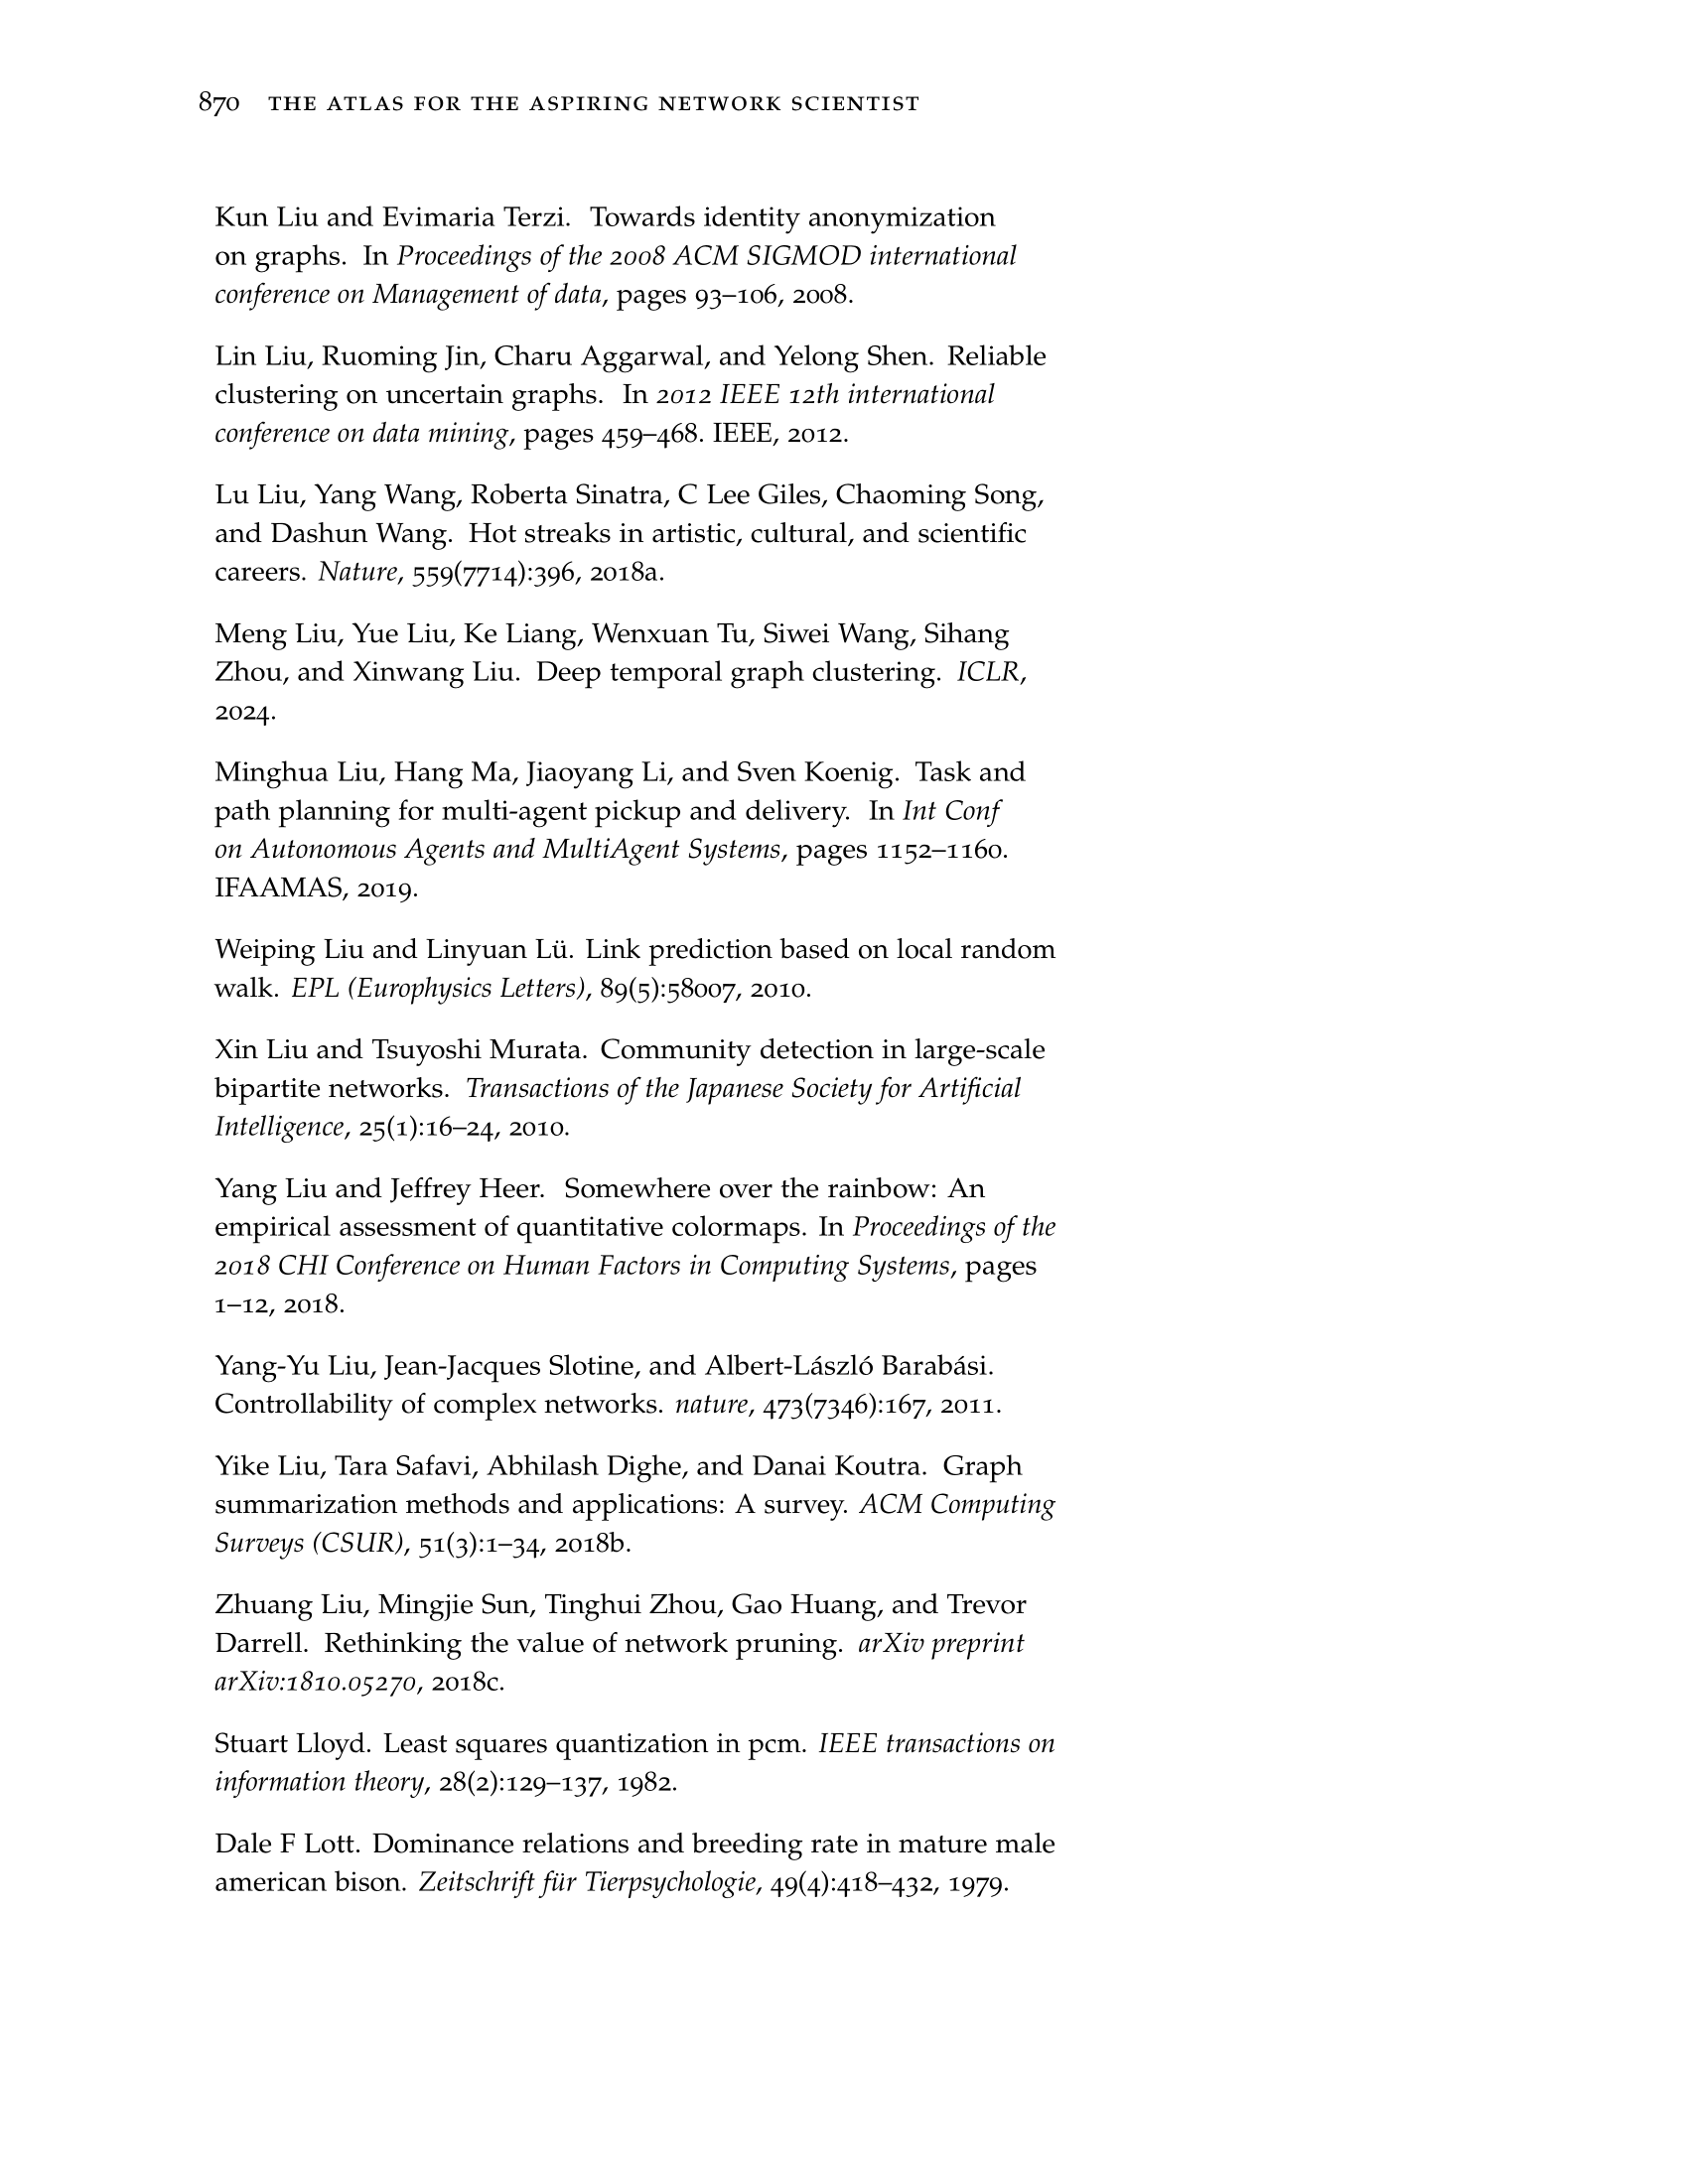 870 THE ATLAS FOR THE ASPIRING NETWORK SCIENTIST
Kun Liu and Evimaria Terzi. Towards identity anonymization
on graphs. In Proceedings of the 2008 ACM SIGMOD international
conference on Management of data, pages 93–106, 2008.
Lin Liu, Ruoming Jin, Charu Aggarwal, and Yelong Shen. Reliable
clustering on uncertain graphs. In 2012 IEEE 12th international
conference on data mining, pages 459–468. IEEE, 2012.
Lu Liu, Yang Wang, Roberta Sinatra, C Lee Giles, Chaoming Song,
and Dashun Wang. Hot streaks in artistic, cultural, and scientific
careers. Nature, 559(7714):396, 2018a.
Meng Liu, Yue Liu, Ke Liang, Wenxuan Tu, Siwei Wang, Sihang
Zhou, and Xinwang Liu. Deep temporal graph clustering. ICLR,
2024.
Minghua Liu, Hang Ma, Jiaoyang Li, and Sven Koenig. Task and
path planning for multi-agent pickup and delivery. In Int Conf
on Autonomous Agents and MultiAgent Systems, pages 1152–1160.
IFAAMAS, 2019.
Weiping Liu and Linyuan Lü. Link prediction based on local random
walk. EPL (Europhysics Letters), 89(5):58007, 2010.
Xin Liu and Tsuyoshi Murata. Community detection in large-scale
bipartite networks. Transactions of the Japanese Society for Artificial
Intelligence, 25(1):16–24, 2010.
Yang Liu and Jeffrey Heer. Somewhere over the rainbow: An
empirical assessment of quantitative colormaps. In Proceedings of the
2018 CHI Conference on Human Factors in Computing Systems, pages
1–12, 2018.
Yang-Yu Liu, Jean-Jacques Slotine, and Albert-László Barabási.
Controllability of complex networks. nature, 473(7346):167, 2011.
Yike Liu, Tara Safavi, Abhilash Dighe, and Danai Koutra. Graph
summarization methods and applications: A survey. ACM Computing
Surveys (CSUR), 51(3):1–34, 2018b.
Zhuang Liu, Mingjie Sun, Tinghui Zhou, Gao Huang, and Trevor
Darrell. Rethinking the value of network pruning. arXiv preprint
arXiv:1810.05270, 2018c.
Stuart Lloyd. Least squares quantization in pcm. IEEE transactions on
information theory, 28(2):129–137, 1982.
Dale F Lott. Dominance relations and breeding rate in mature male
american bison. Zeitschrift für Tierpsychologie, 49(4):418–432, 1979.